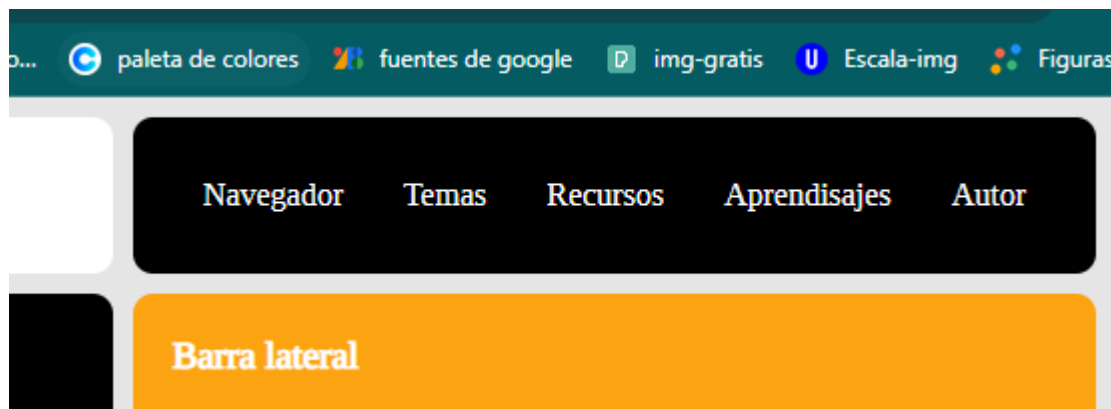 paleta de colores fuentes de google img-gratis Escala-img Figuras
Navegador Temas Recursos Aprendisajes Autor
Barra lateral